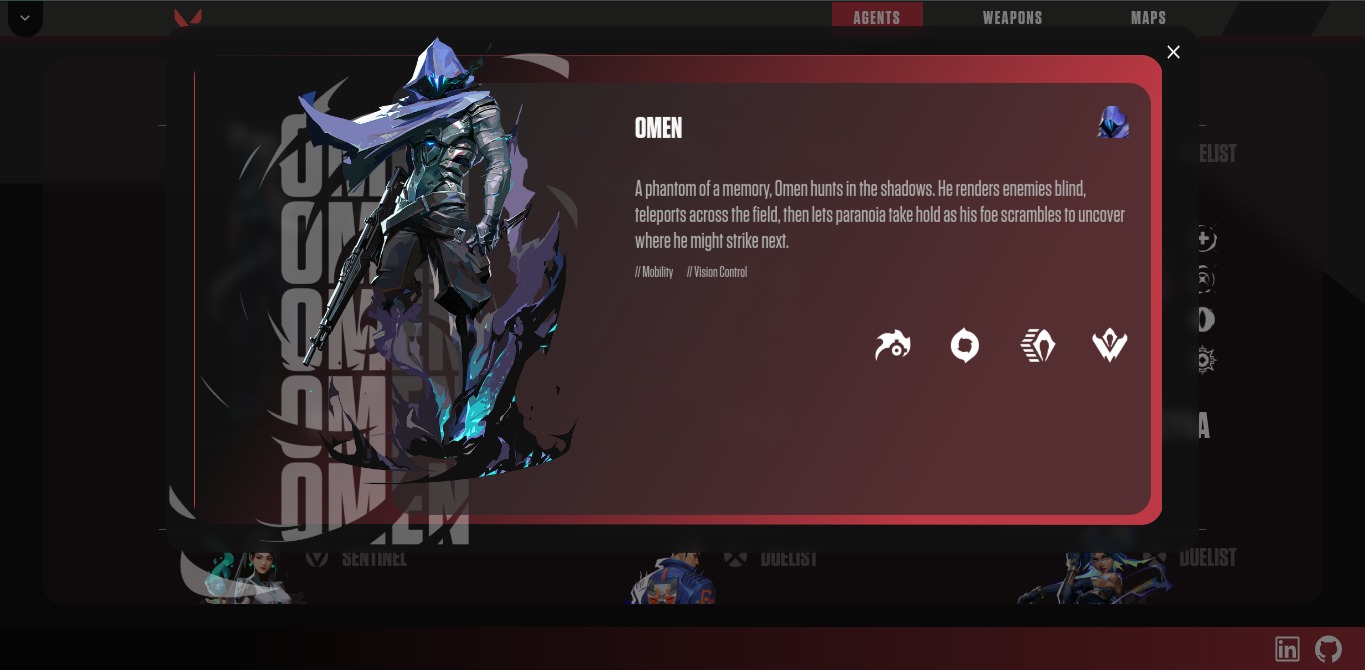 AGENTS
WEAPONS
MAPS
OMEN
OMEN
OMEN
OMEN
OMEN
OMEN
A phantom of a memory, Omen hunts in the shadows. He renders enemies blind,
teleports across the field, then lets paranoia take hold as his foe scrambles to uncover
where he might strike next.
// Mobility // Vision Control
SENTINEL
DUELIST
DUELIST